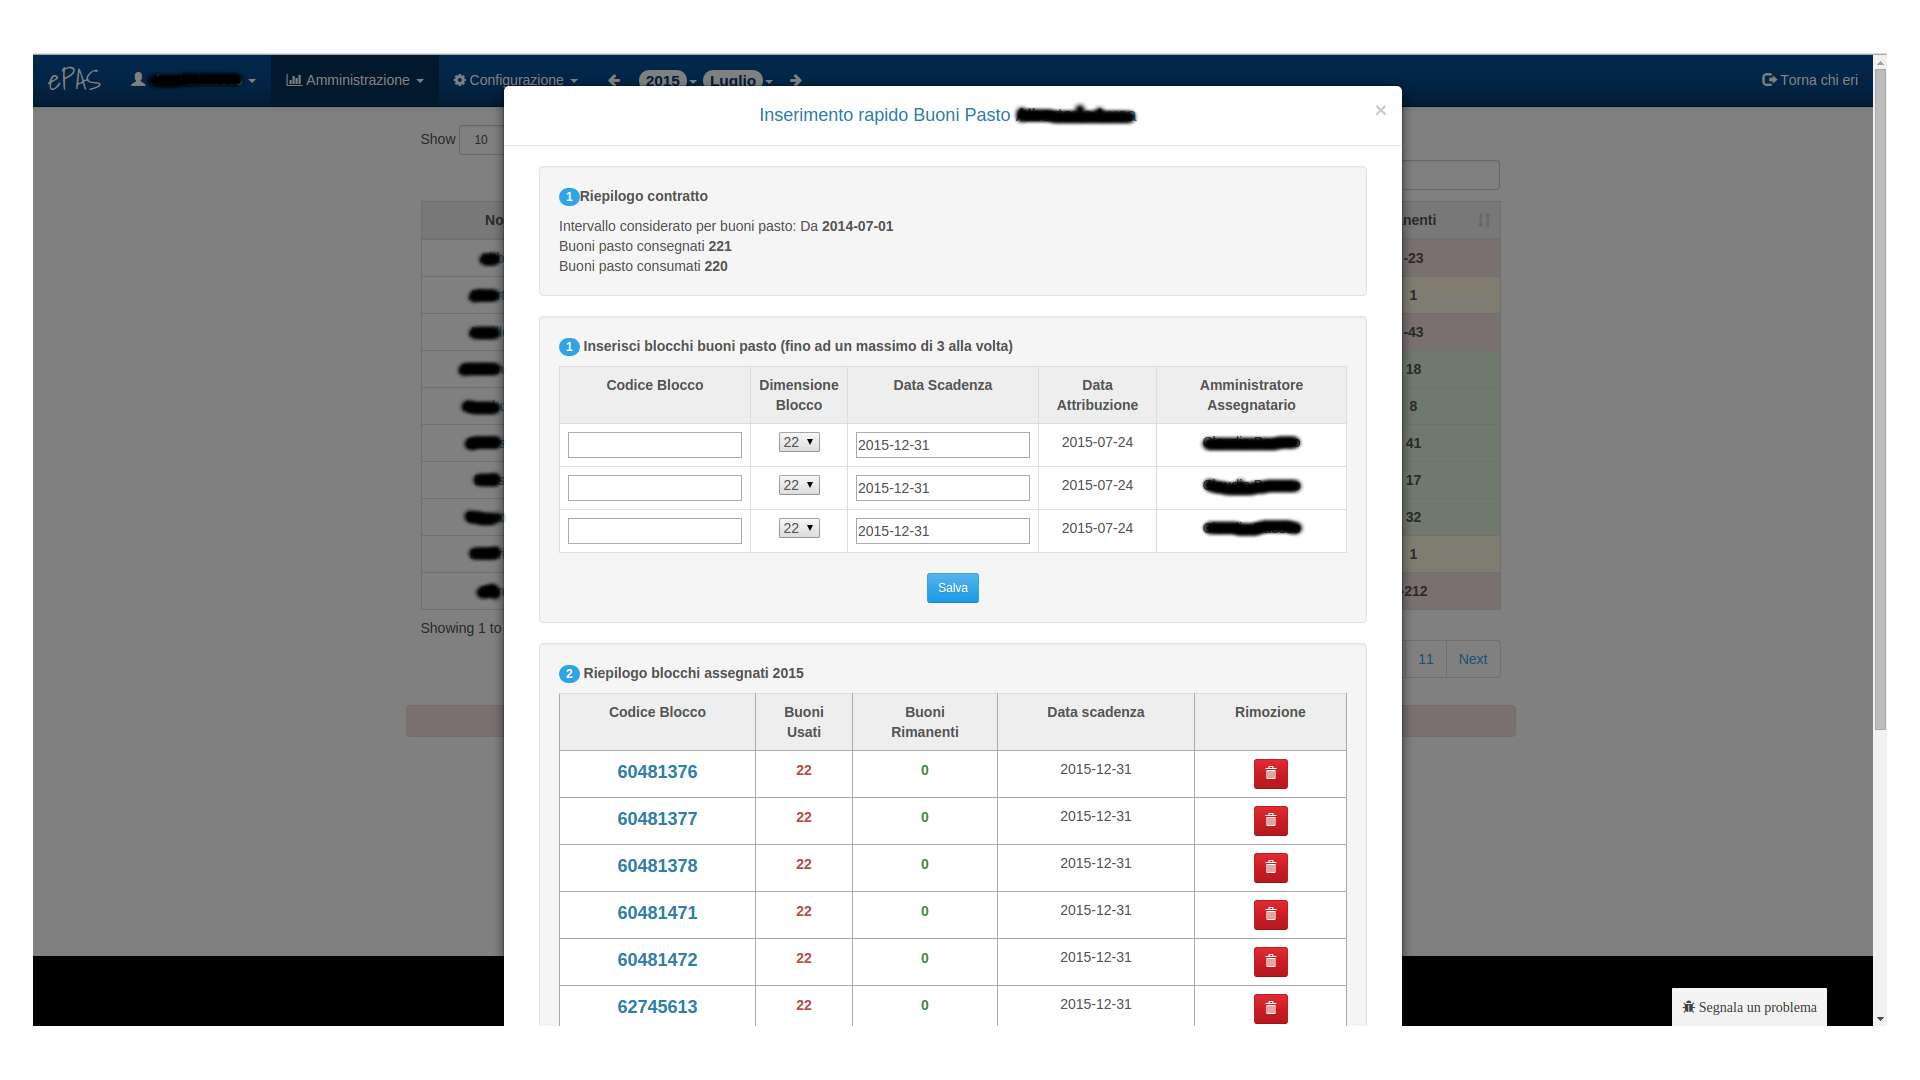 ePAS Amministrazione Configurazione 2015 Luglio Torna chi eri
Inserimento rapido Buoni Pasto ×
Show 10
1 Riepilogo contratto
Intervallo considerato per buoni pasto: Da 2014-07-01
Buoni pasto consegnati 221
Buoni pasto consumati 220
1 Inserisci blocchi buoni pasto (fino ad un massimo di 3 alla volta)
Codice Blocco Dimensione Blocco Data Scadenza Data Attribuzione Amministratore Assegnatario
22 2015-12-31 2015-07-24
22 2015-12-31 2015-07-24
22 2015-12-31 2015-07-24
Salva
2 Riepilogo blocchi assegnati 2015
Codice Blocco Buoni Usati Buoni Rimanenti Data scadenza Rimozione
60481376 22 0 2015-12-31
60481377 22 0 2015-12-31
60481378 22 0 2015-12-31
60481471 22 0 2015-12-31
60481472 22 0 2015-12-31
62745613 22 0 2015-12-31
No
nenti
-23
1
-43
18
8
41
17
32
1
-212
Showing 1 to
11 Next
Segnala un problema